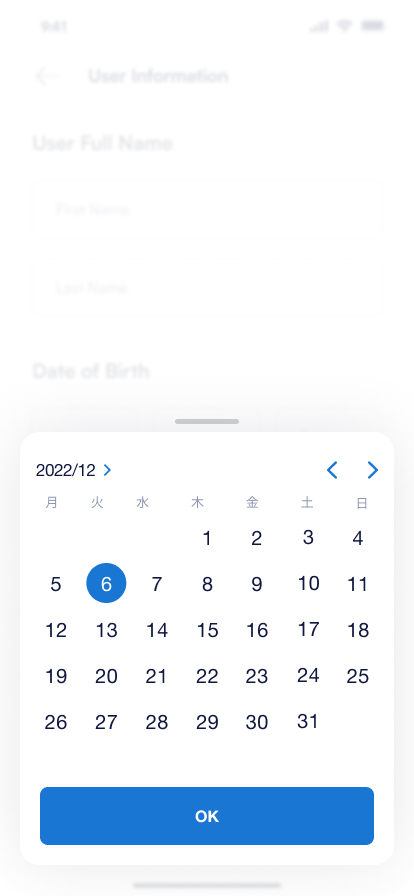 9:41
User Information
User Full Name
First Name
Last Name
Date of Birth
2022/12
月 火 水 木 金 土 日
1 2 3 4
5 6 7 8 9 10 11
12 13 14 15 16 17 18
19 20 21 22 23 24 25
26 27 28 29 30 31
OK